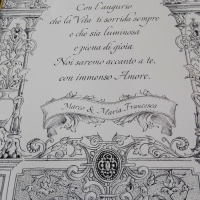 Con l'augurio
che la Vita ti sorrida sempre
e che sia luminosa
e piena di gioia.
Noi saremo accanto a te,
con immenso Amore.
Marco & Maria Francesca